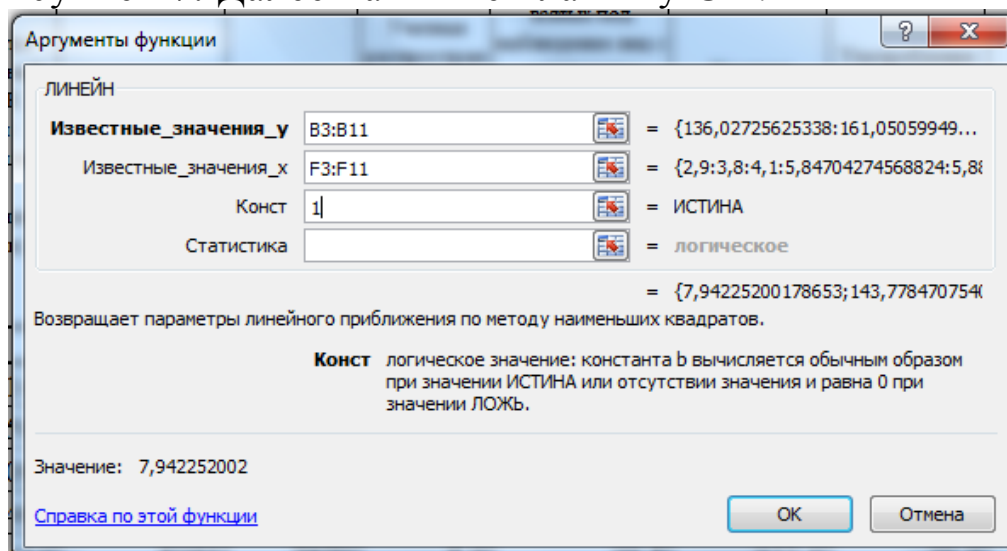 Аргументы функции
ЛИНЕЙН
Известные_значения_y B3:B11 = {136,02725625338:161,05059949...
Известные_значения_x F3:F11 = {2,9:3,8:4,1:5,84704274568824:5,88
Конст 1 = ИСТИНА
Статистика = логическое
= {7,94225200178653;143,7784707540
Возвращает параметры линейного приближения по методу наименьших квадратов.
Конст логическое значение: константа b вычисляется обычным образом
при значении ИСТИНА или отсутствии значения и равна 0 при
значении ЛОЖЬ.
Значение: 7,942252002
Справка по этой функции
ОК Отмена